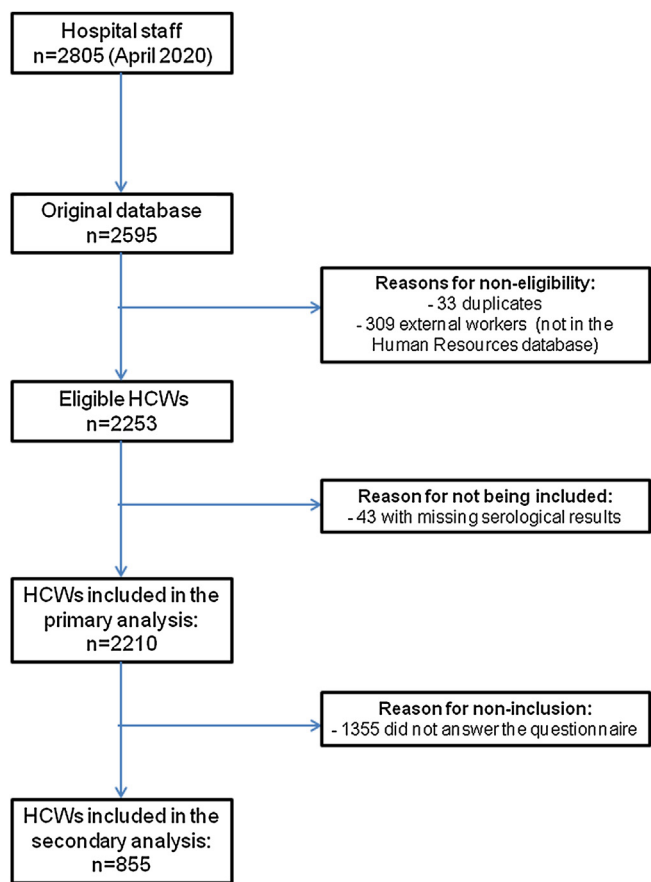 Hospital staff
n=2805 (April 2020)
Original database
n=2595
Reasons for non-eligibility:
- 33 duplicates
- 309 external workers (not in the
Human Resources database)
Eligible HCWs
n=2253
Reason for not being included:
- 43 with missing serological results
HCWs included in the
primary analysis:
n=2210
Reason for non-inclusion:
- 1355 did not answer the questionnaire
HCWs included in the
secondary analysis:
n=855